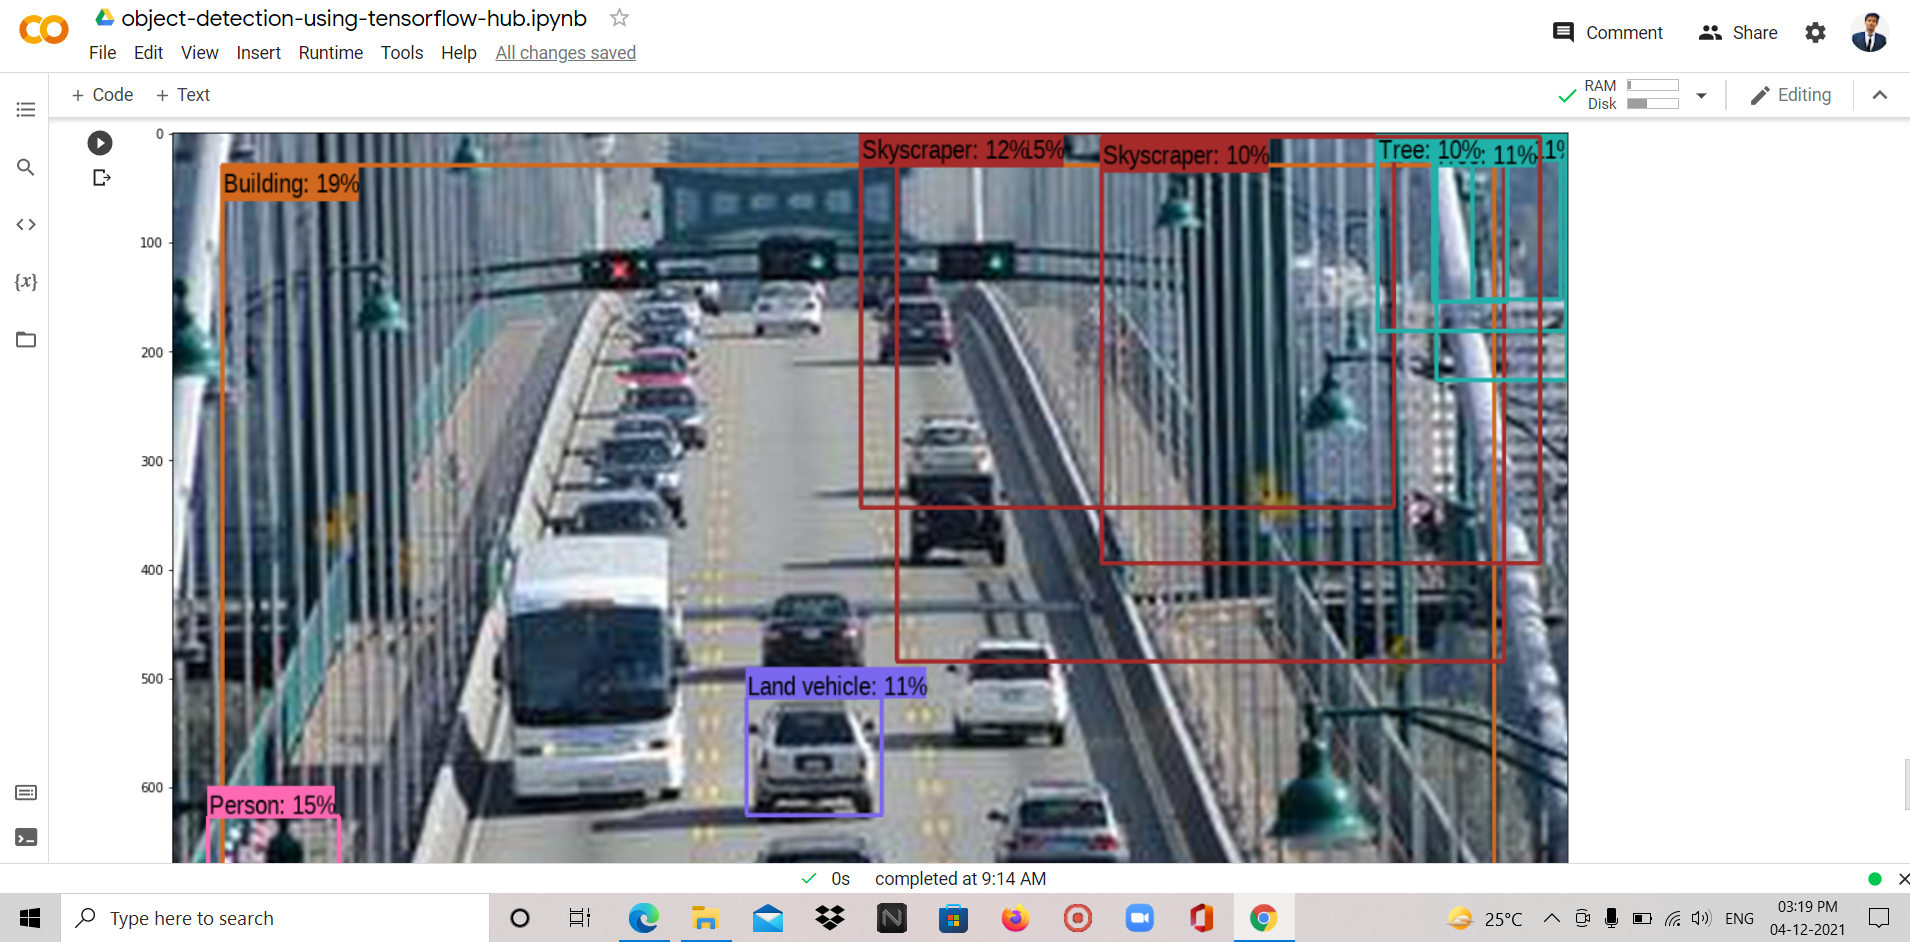 object-detection-using-tensorflow-hub.ipynb
File Edit View Insert Runtime Tools Help All changes saved
Comment Share
+ Code + Text
RAM
Disk
Editing
0
100
200
300
400
500
600
Building: 19%
Skyscraper: 12%
15%
Skyscraper: 10%
Tree: 10%
: 11%
Land vehicle: 11%
Person: 15%
{x}
0s completed at 9:14 AM
Type here to search
25°C
ENG
03:19 PM
04-12-2021